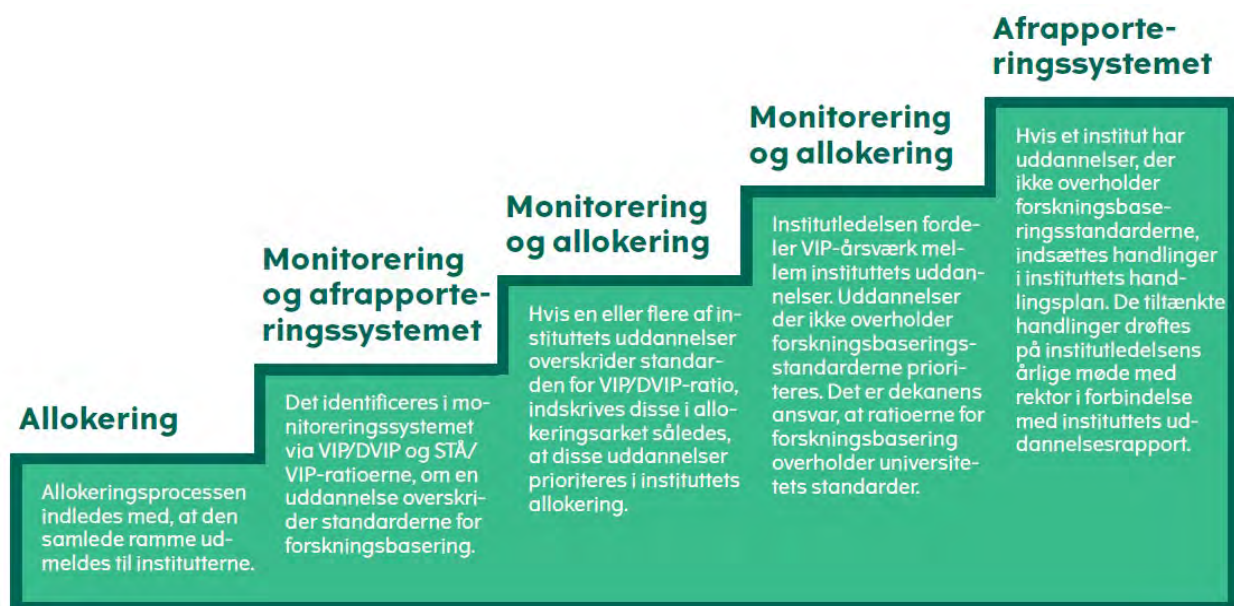 Allokering
Allokeringsprocessen
indledes med, at den
samlede ramme ud-
meldes til institutterne.
Monitorering
og afrapporte-
ringssystemet
Det identificeres i mo-
nitoreringssystemet
via VIP/DVIP og STÅ/
VIP-ratioerne, om en
uddannelse overskri-
der standarderne for
forskningsbasering.
Monitorering
og allokering
Hvis en eller flere af in-
stituttets uddannelser
overskrider standar-
den for VIP/DVIP-ratio,
indskrives disse i allo-
keringsarket således,
at disse uddannelser
prioriteres i instituttets
allokering.
Monitorering
og allokering
Institutledelsen forde-
ler VIP-årsværk mel-
lem instituttets uddan-
nelser. Uddannelser
der ikke overholder
forskningsbaserings-
standarderne priori-
teres. Det er dekanens
ansvar, at ratioerne for
forskningsbasering
overholder universite-
tets standarder.
Afrapporte-
ringssystemet
Hvis et institut har
uddannelser, der
ikke overholder
forskningsbase-
ringsstandarderne,
indsættes handlinger
i instituttets hand-
lingsplan. De tiltænkte
handlinger drøftes
på institutledelsens
årlige møde med
rektor i forbindelse
med instituttets ud-
dannelsesrapport.